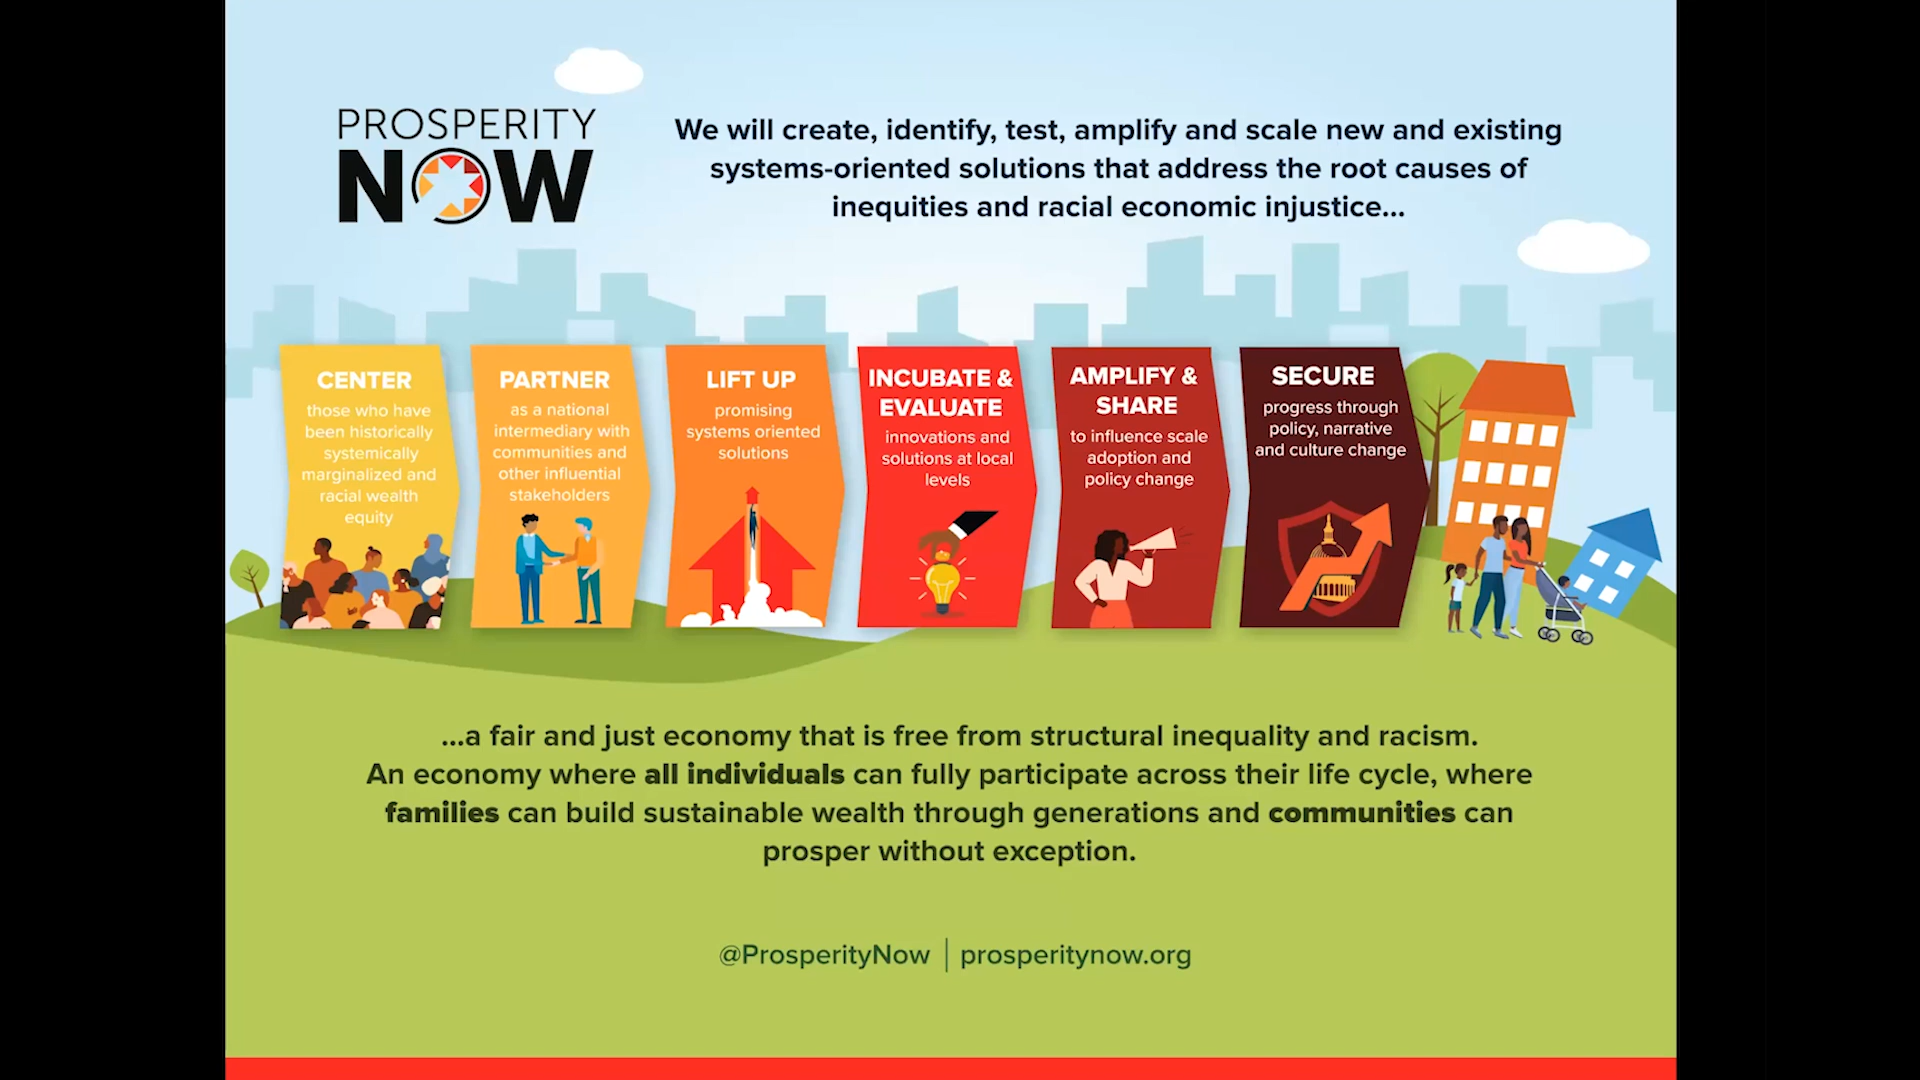 PROSPERITY
NOW
We will create, identify, test, amplify and scale new and existing
systems-oriented solutions that address the root causes of
inequities and racial economic injustice...
CENTER
those who have
been historically
systemically
marginalized and
racial wealth
equity
PARTNER
as a national
intermediary with
communities and
other influential
stakeholders
LIFT UP
promising
systems oriented
solutions
INCUBATE &
EVALUATE
innovations and
solutions at local
levels
AMPLIFY &
SHARE
to influence scale
adoption and
policy change
SECURE
progress through
policy, narrative
and culture change
...a fair and just economy that is free from structural inequality and racism.
An economy where all individuals can fully participate across their life cycle, where
families can build sustainable wealth through generations and communities can
prosper without exception.
@ProsperityNow | prosperitynow.org